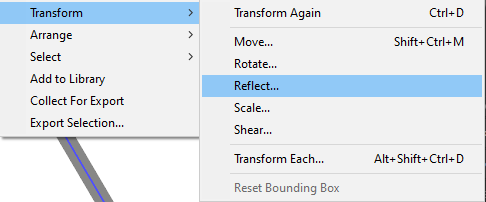 Transform
Arrange
Select
Add to Library
Collect For Export
Export Selection...
Transform Again Ctrl+D
Move... Shift+Ctrl+M
Rotate...
Reflect...
Scale...
Shear...
Transform Each... Alt+Shift+Ctrl+D
Reset Bounding Box